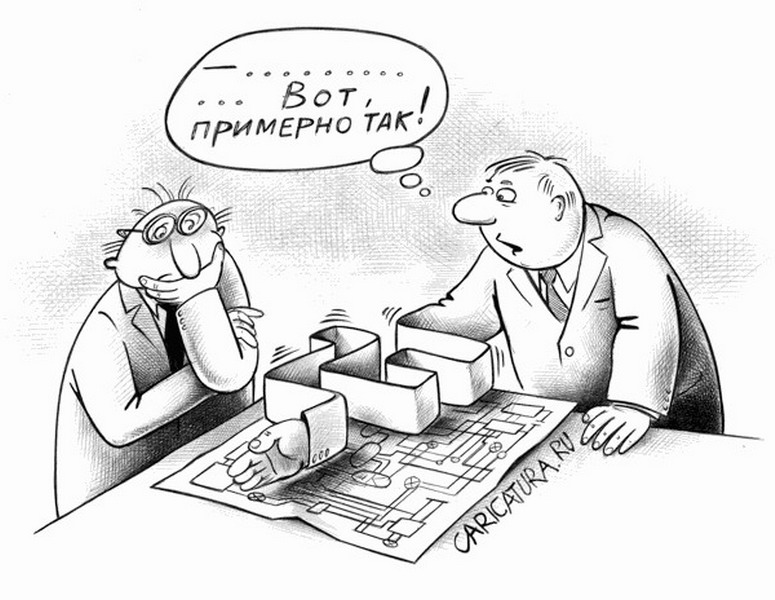 — . . . . . . . . .
. . . Вот,
ПРИМЕРНО ТАК!
CARICATURA.RU